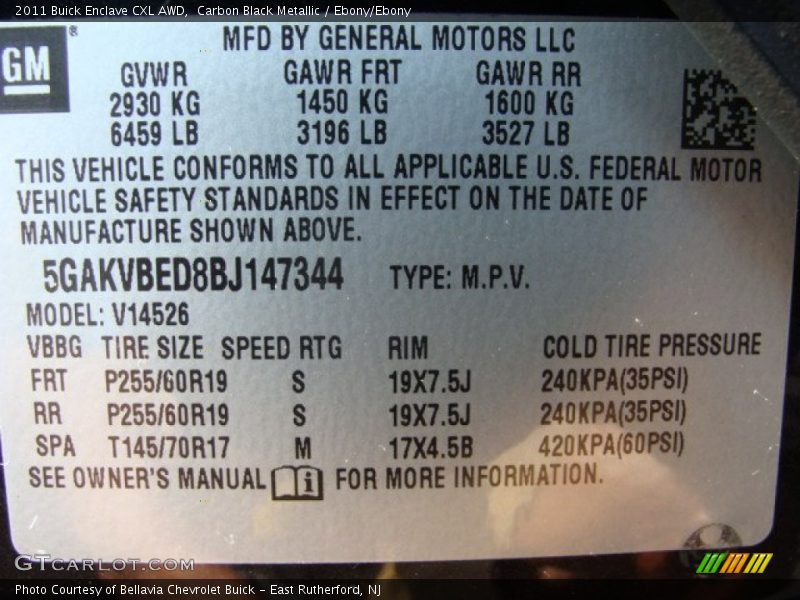 2011 Buick Enclave CXL AWD, Carbon Black Metallic / Ebony/Ebony
GM ®
MFD BY GENERAL MOTORS LLC
GVWR GAWR FRT GAWR RR
2930 KG 1450 KG 1600 KG
6459 LB 3196 LB 3527 LB
THIS VEHICLE CONFORMS TO ALL APPLICABLE U.S. FEDERAL MOTOR
VEHICLE SAFETY STANDARDS IN EFFECT ON THE DATE OF
MANUFACTURE SHOWN ABOVE.
5GAKVBED8BJ147344 TYPE: M.P.V.
MODEL: V14526
VBBG TIRE SIZE SPEED RTG RIM COLD TIRE PRESSURE
FRT P255/60R19 S 19X7.5J 240KPA(35PSI)
RR P255/60R19 S 19X7.5J 240KPA(35PSI)
SPA T145/70R17 M 17X4.5B 420KPA(60PSI)
SEE OWNER'S MANUAL i FOR MORE INFORMATION.
GTCARLOT.COM
Photo Courtesy of Bellavia Chevrolet Buick – East Rutherford, NJ